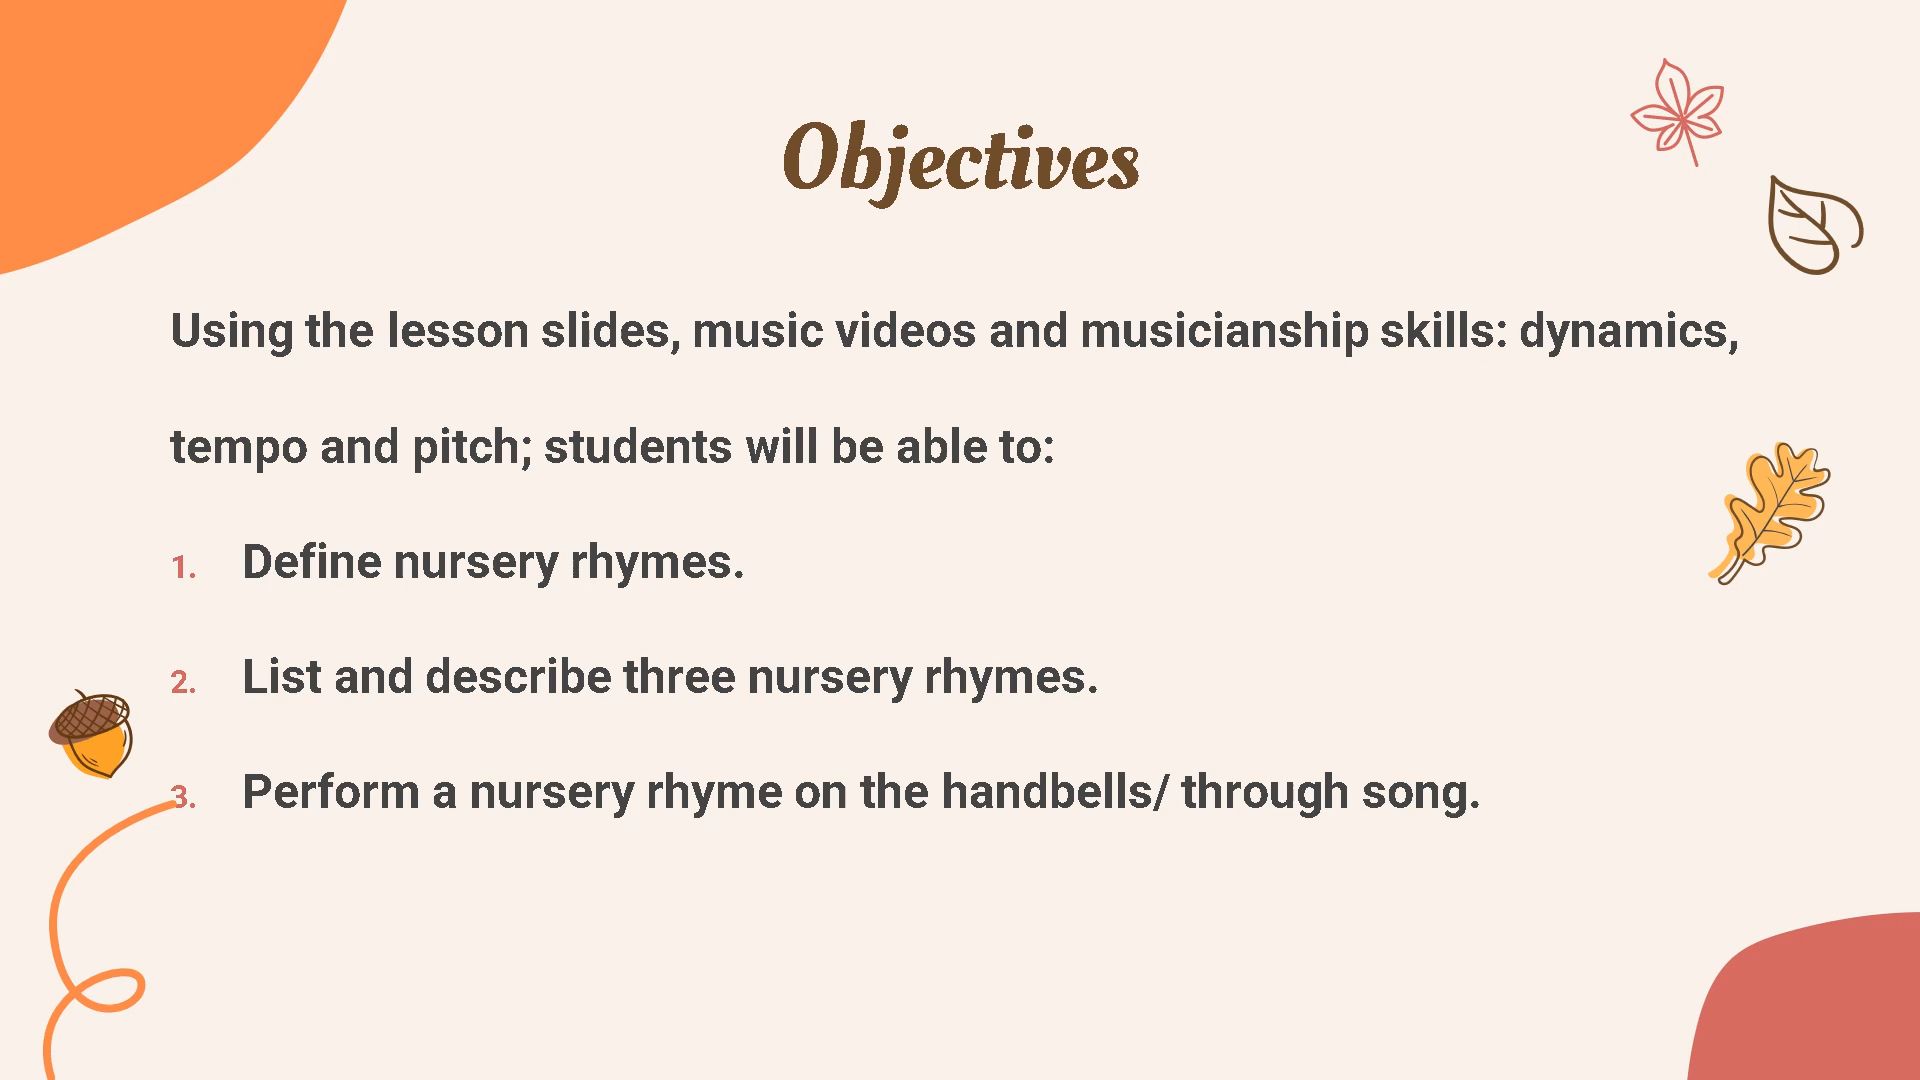 Objectives
Using the lesson slides, music videos and musicianship skills: dynamics,
tempo and pitch; students will be able to:
1. Define nursery rhymes.
2. List and describe three nursery rhymes.
3. Perform a nursery rhyme on the handbells/ through song.